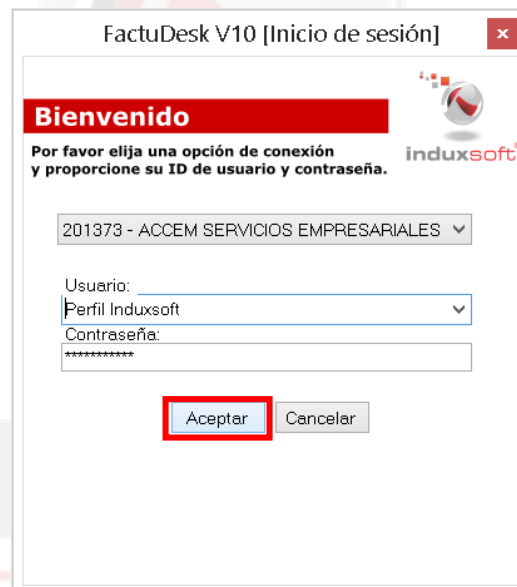 FactuDesk V10 [Inicio de sesión]
x
Bienvenido
Por favor elija una opción de conexión
y proporcione su ID de usuario y contraseña.
induxsoft®
201373 - ACCEM SERVICIOS EMPRESARIALES
Usuario:
Perfil Induxsoft
Contraseña:
***********
Aceptar
Cancelar